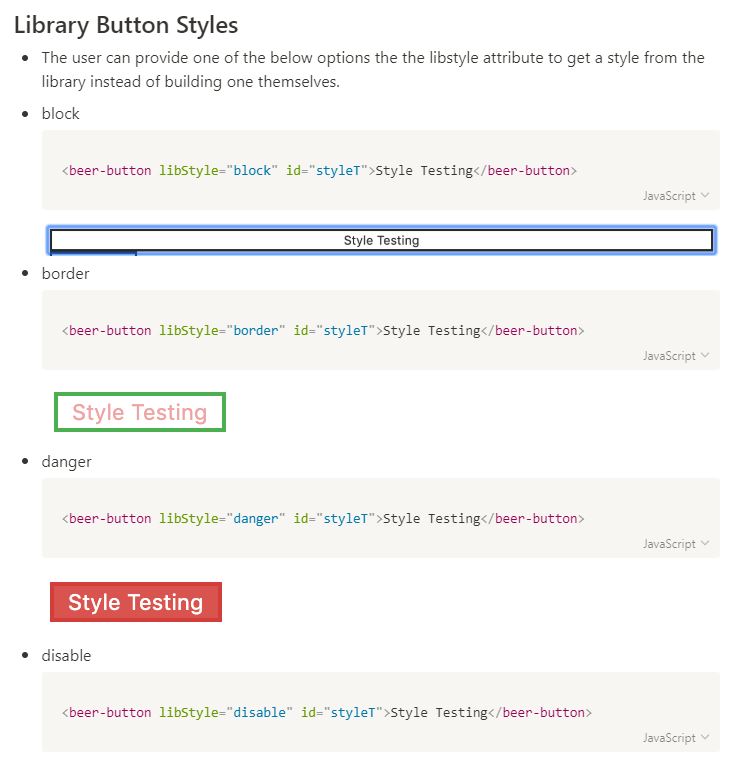 Library Button Styles
The user can provide one of the below options the the libstyle attribute to get a style from the
library instead of building one themselves.
block
<beer-button libStyle="block" id="styleT">Style Testing</beer-button>
JavaScript
Style Testing
border
<beer-button libStyle="border" id="styleT">Style Testing</beer-button>
JavaScript
Style Testing
danger
<beer-button libStyle="danger" id="styleT">Style Testing</beer-button>
JavaScript
Style Testing
disable
<beer-button libStyle="disable" id="styleT">Style Testing</beer-button>
JavaScript